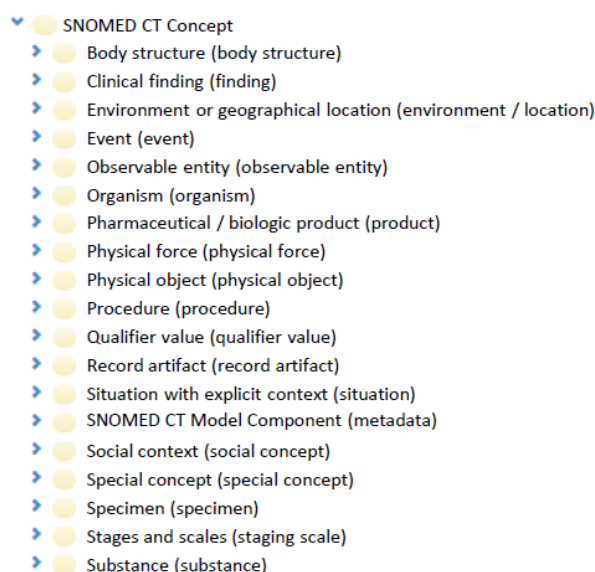 SNOMED CT Concept
Body structure (body structure)
Clinical finding (finding)
Environment or geographical location (environment / location)
Event (event)
Observable entity (observable entity)
Organism (organism)
Pharmaceutical / biologic product (product)
Physical force (physical force)
Physical object (physical object)
Procedure (procedure)
Qualifier value (qualifier value)
Record artifact (record artifact)
Situation with explicit context (situation)
SNOMED CT Model Component (metadata)
Social context (social concept)
Special concept (special concept)
Specimen (specimen)
Stages and scales (staging scale)
Substance (substance)